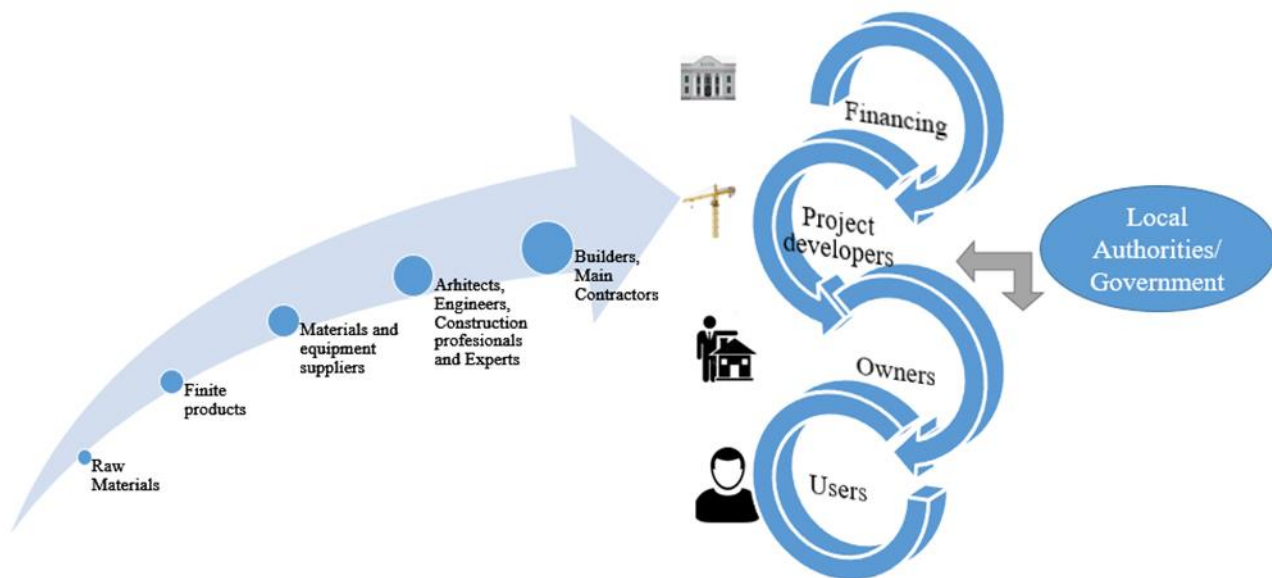 Raw
Materials
Finite
products
Materials and
equipment
suppliers
Arhitects,
Engineers,
Construction
profesionals
and Experts
Builders,
Main
Contractors
Financing
Project
developers
Owners
Users
Local
Authorities/
Government